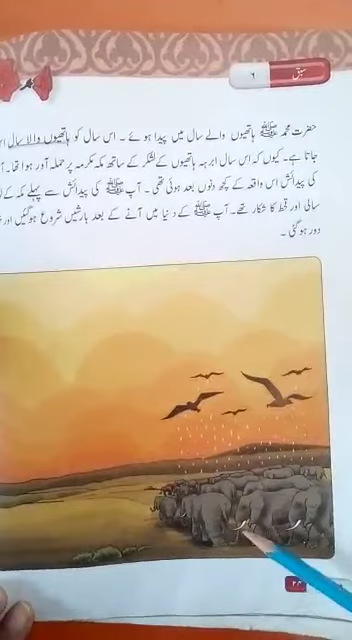 سبق ۶
حضرت محمد ﷺ ہاتھیوں والے سال میں پیدا ہوئے ۔ اس سال کو ہاتھیوں والا سال
جاتا ہے۔ کیوں کہ اس سال ابرہہ ہاتھیوں کے لشکر کے ساتھ مکہ مکرمہ پر حملہ آور ہوا تھا۔
کی پیدائش اس واقعہ کے کچھ دنوں بعد ہوئی تھی ۔ آپ ﷺ کی پیدائش سے پہلے مکہ کے
سالی اور قحط کا شکار تھے۔ آپ ﷺ کے دنیا میں آنے کے بعد بارشیں شروع ہوگئیں اور
دور ہوگئی ۔